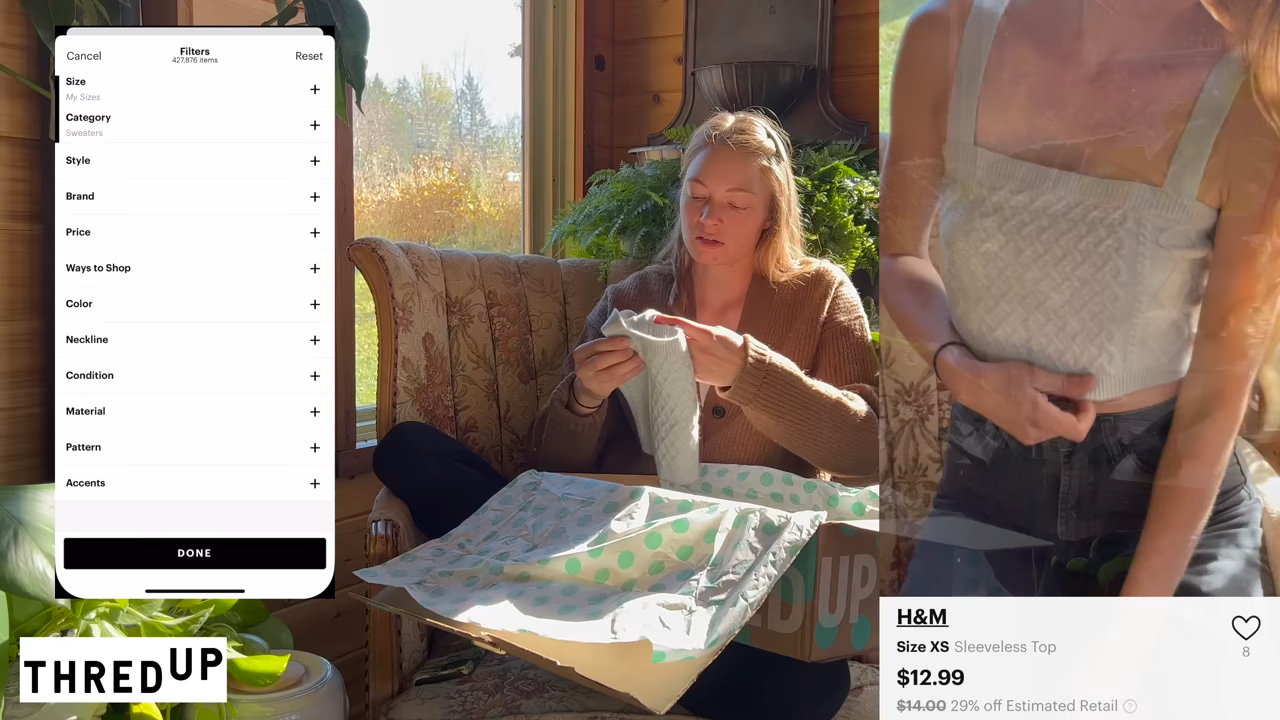 Cancel
Filters
427,876 items
Reset
Size
My Sizes
Category
Sweaters
Style
Brand
Price
Ways to Shop
Color
Neckline
Condition
Material
Pattern
Accents
DONE
THREDUP
RED UP
H&M
Size XS Sleeveless Top
8
$12.99
$14.00 29% off Estimated Retail ?